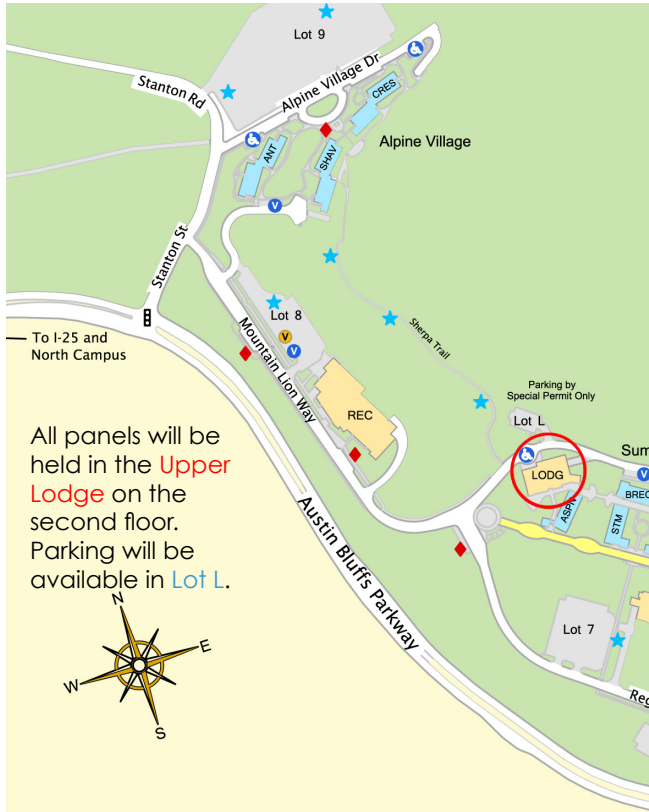 Lot 9
Stanton Rd
Alpine Village Dr
CRES
ANT
SHAV
Alpine Village
V
Stanton St
Lot 8
V
V
Mountain Lion Way
Sherpa Trail
To I-25 and
North Campus
REC
Parking by
Special Permit Only
Lot L
LODG
Sum
V
BREC
ASPN
STM
All panels will be
held in the Upper
Lodge on the
second floor.
Parking will be
available in Lot L.
Austin Bluffs Parkway
N
E
W
S
Lot 7
Reg